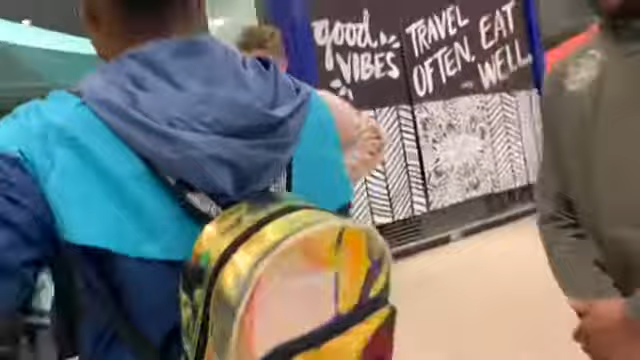 good
VIBES
TRAVEL
OFTEN.
EAT
WELL.